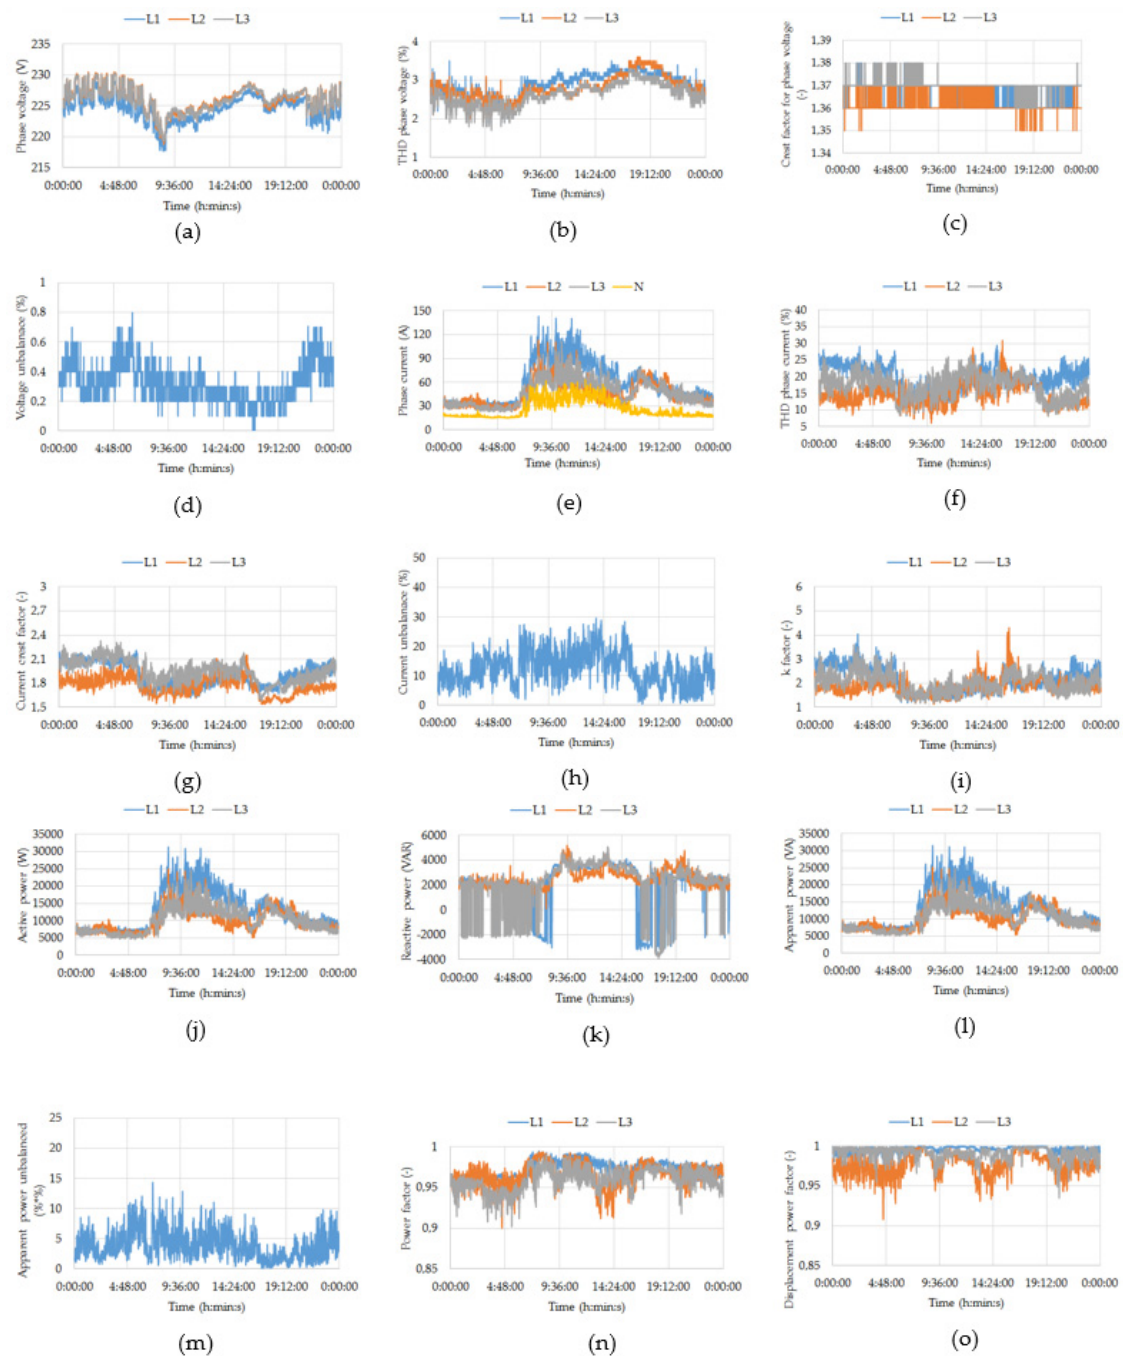 L1 L2 L3
Phase voltage (V)
235
230
225
220
215
0:00:00 4:48:00 9:36:00 14:24:00 19:12:00 0:00:00
Time (h:min:s)
(a)
L1 L2 L3
THD phase voltage (%)
4
3
2
1
0:00:00 4:48:00 9:36:00 14:24:00 19:12:00 0:00:00
Time (h:min:s)
(b)
L1 L2 L3
Crest factor for phase voltage
(-)
1.39
1.38
1.37
1.36
1.35
1.34
0:00:00 4:48:00 9:36:00 14:24:00 19:12:00 0:00:00
Time (h:min:s)
(c)
Voltage unbalanace (%)
1
0.8
0.6
0.4
0.2
0
0:00:00 4:48:00 9:36:00 14:24:00 19:12:00 0:00:00
Time (h:min:s)
(d)
L1 L2 L3 N
Phase current (A)
150
120
90
60
30
0
0:00:00 4:48:00 9:36:00 14:24:00 19:12:00 0:00:00
Time (h:min:s)
(e)
L1 L2 L3
THD phase current (%)
40
35
30
25
20
15
10
5
0:00:00 4:48:00 9:36:00 14:24:00 19:12:00 0:00:00
Time (h:min:s)
(f)
L1 L2 L3
Current crest factor (-)
3
2.7
2.4
2.1
1.8
1.5
0:00:00 4:48:00 9:36:00 14:24:00 19:12:00 0:00:00
Time (h:min:s)
(g)
Current unbalanace (%)
50
40
30
20
10
0
0:00:00 4:48:00 9:36:00 14:24:00 19:12:00 0:00:00
Time (h:min:s)
(h)
L1 L2 L3
k factor (-)
6
5
4
3
2
1
0:00:00 4:48:00 9:36:00 14:24:00 19:12:00 0:00:00
Time (h:min:s)
(i)
L1 L2 L3
Active power (W)
35000
30000
25000
20000
15000
10000
5000
0
0:00:00 4:48:00 9:36:00 14:24:00 19:12:00 0:00:00
Time (h:min:s)
(j)
L1 L2 L3
Reactive power (VAR)
6000
4000
2000
0
-2000
-4000
0:00:00 4:48:00 9:36:00 14:24:00 19:12:00 0:00:00
Time (h:min:s)
(k)
L1 L2 L3
Apparent power (VA)
35000
30000
25000
20000
15000
10000
5000
0
0:00:00 4:48:00 9:36:00 14:24:00 19:12:00 0:00:00
Time (h:min:s)
(l)
Apparent power unbalanced
(%*%)
25
20
15
10
5
0
0:00:00 4:48:00 9:36:00 14:24:00 19:12:00 0:00:00
Time (h:min:s)
(m)
L1 L2 L3
Power factor (-)
1
0,95
0,9
0,85
0:00:00 4:48:00 9:36:00 14:24:00 19:12:00 0:00:00
Time (h:min:s)
(n)
L1 L2 L3
Displacement power factor (-)
1
0,95
0,9
0,85
0:00:00 4:48:00 9:36:00 14:24:00 19:12:00 0:00:00
Time (h:min:s)
(o)